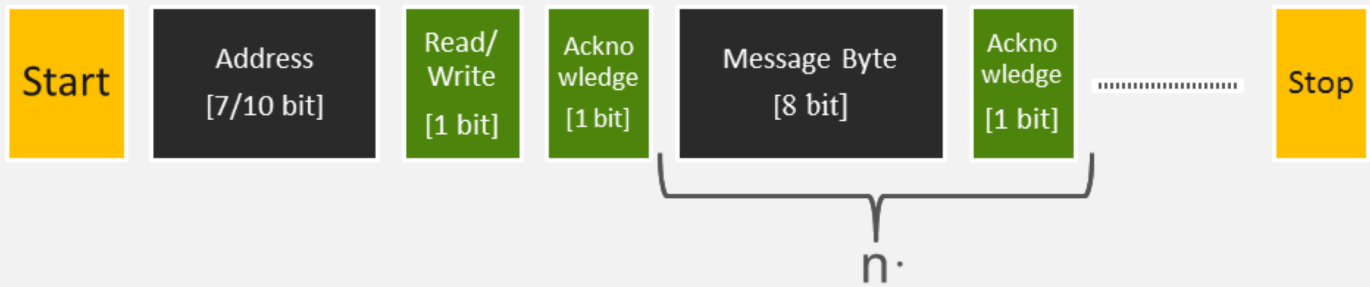 Start
Address
[7/10 bit]
Read/
Write
[1 bit]
Ackno
wledge
[1 bit]
Message Byte
[8 bit]
Ackno
wledge
[1 bit]
Stop
n·